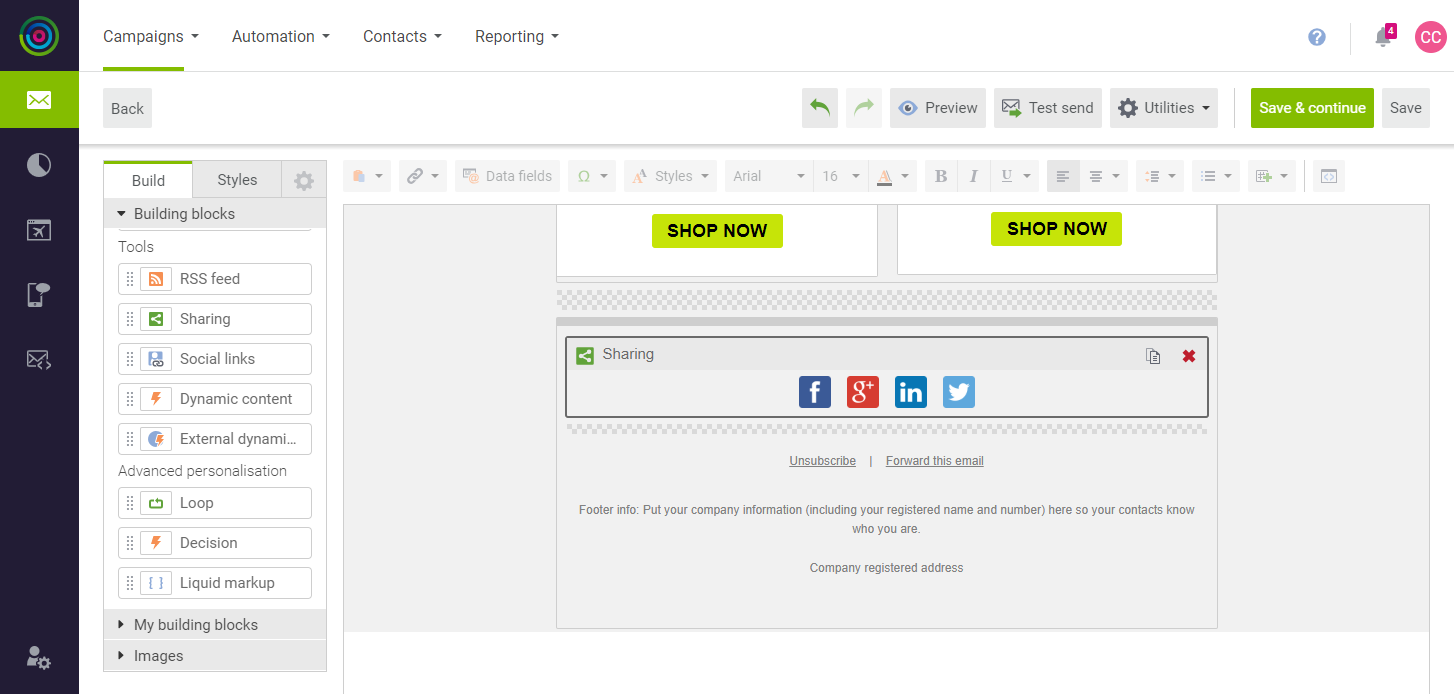 Campaigns
Automation
Contacts
Reporting
?
4
CC
Back
Preview
Test send
Utilities
Save & continue
Save
Build
Styles
Data fields
Ω
Styles
Arial
16
A
B
I
U
Building blocks
Tools
RSS feed
Sharing
Social links
Dynamic content
External dynami...
Advanced personalisation
Loop
Decision
{ } Liquid markup
My building blocks
Images
SHOP NOW
SHOP NOW
Sharing
f g+ in
Unsubscribe | Forward this email
Footer info: Put your company information (including your registered name and number) here so your contacts know
who you are.
Company registered address